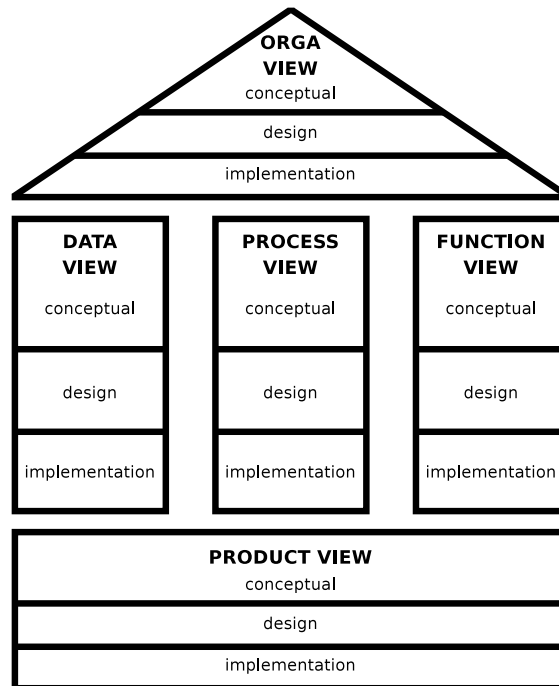 ORGA
VIEW
conceptual
design
implementation
DATA
VIEW
conceptual
design
implementation
PROCESS
VIEW
conceptual
design
implementation
FUNCTION
VIEW
conceptual
design
implementation
PRODUCT VIEW
conceptual
design
implementation